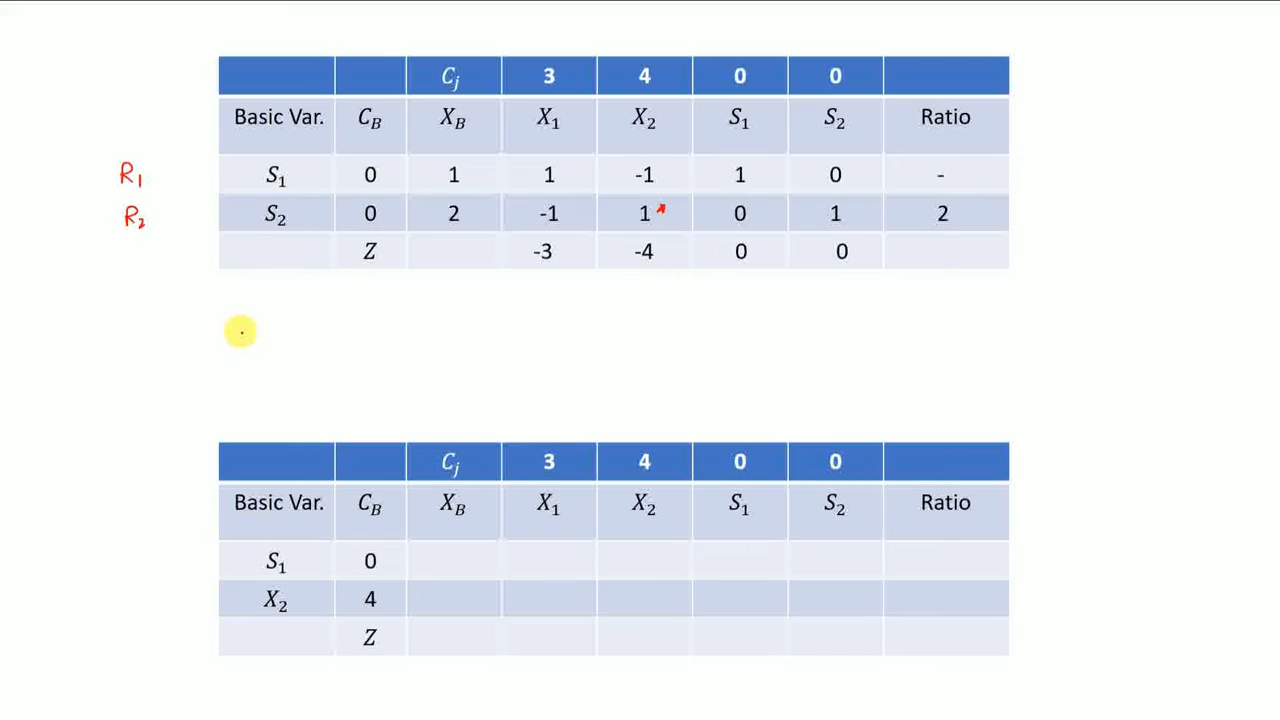 Cj 3 4 0 0
Basic Var. CB XB X1 X2 S1 S2 Ratio
R1 S1 0 1 1 -1 1 0 -
R2 S2 0 2 -1 1 0 1 2
Z -3 -4 0 0
Cj 3 4 0 0
Basic Var. CB XB X1 X2 S1 S2 Ratio
S1 0
X2 4
Z